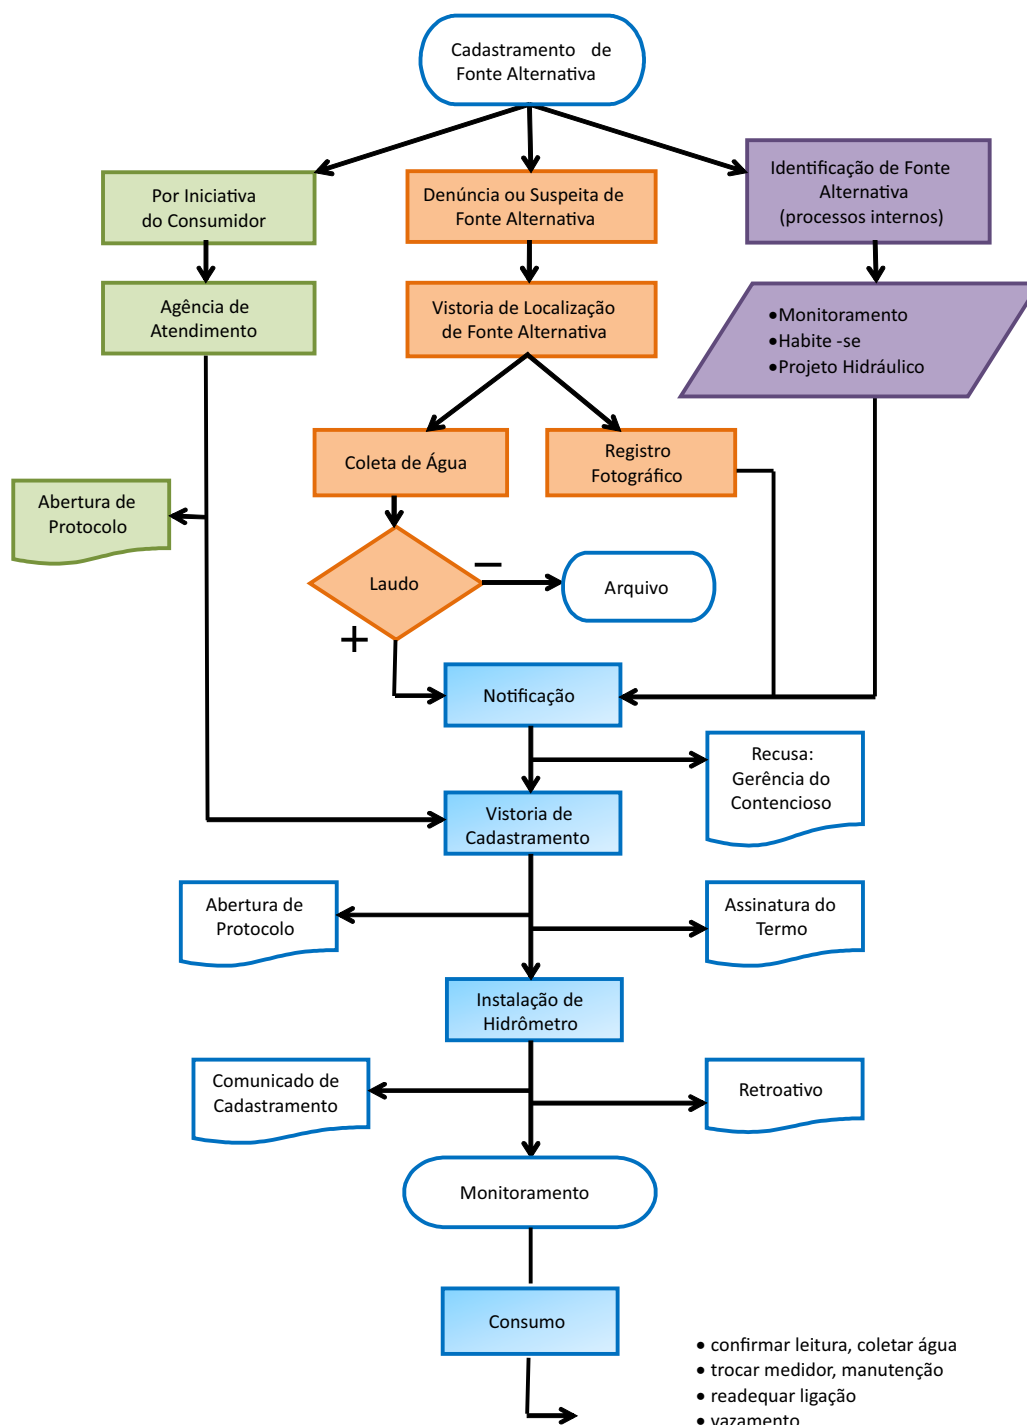 Cadastramento de
Fonte Alternativa
Por Iniciativa
do Consumidor
Denúncia ou Suspeita de
Fonte Alternativa
Identificação de Fonte
Alternativa
(processos internos)
Agência de
Atendimento
Vistoria de Localização
de Fonte Alternativa
•Monitoramento
•Habite -se
•Projeto Hidráulico
Coleta de Água
Registro
Fotográfico
Abertura de
Protocolo
Laudo
–
Arquivo
+
Notificação
Recusa:
Gerência do
Contencioso
Vistoria de
Cadastramento
Abertura de
Protocolo
Assinatura do
Termo
Instalação de
Hidrômetro
Comunicado de
Cadastramento
Retroativo
Monitoramento
Consumo
• confirmar leitura, coletar água
• trocar medidor, manutenção
• readequar ligação
• vazamento